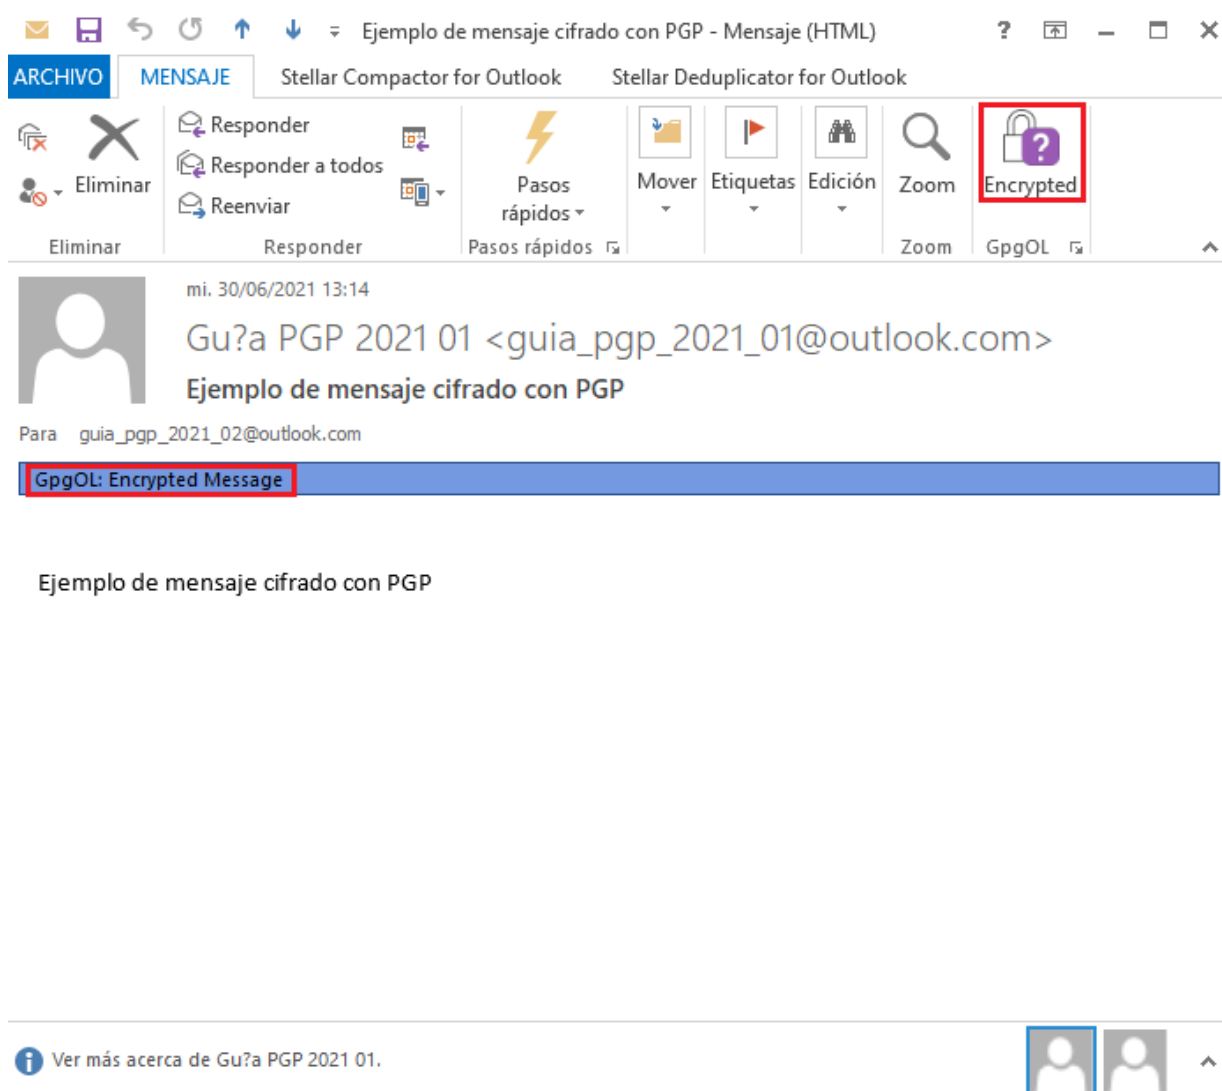 Ejemplo de mensaje cifrado con PGP - Mensaje (HTML)
?
ARCHIVO MENSAJE Stellar Compactor for Outlook Stellar Deduplicator for Outlook
Eliminar
Responder
Responder a todos
Reenviar
Pasos
rápidos
Mover
Etiquetas
Edición
Zoom
?
Encrypted
Eliminar Responder Pasos rápidos Zoom GpgOL
mi. 30/06/2021 13:14
Gu?a PGP 2021 01 <guia_pgp_2021_01@outlook.com>
Ejemplo de mensaje cifrado con PGP
Para guia_pgp_2021_02@outlook.com
GpgOL: Encrypted Message
Ejemplo de mensaje cifrado con PGP
Ver más acerca de Gu?a PGP 2021 01.